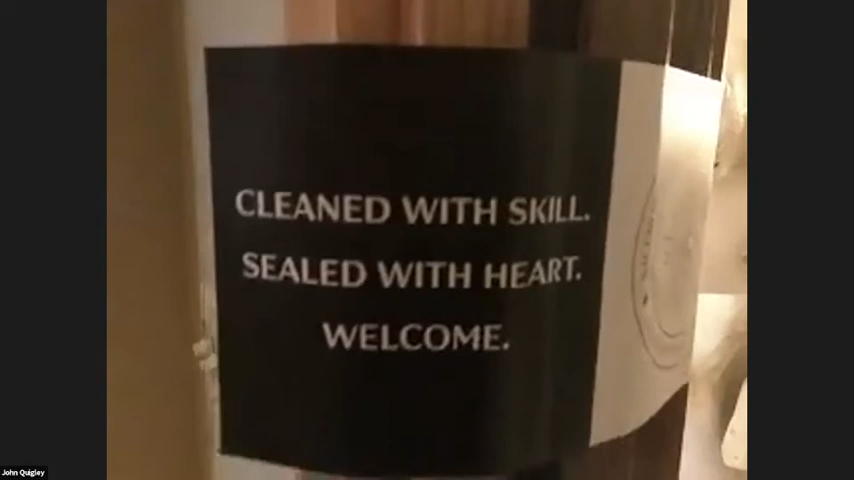 CLEANED WITH SKILL.
SEALED WITH HEART.
WELCOME.
John Quigley